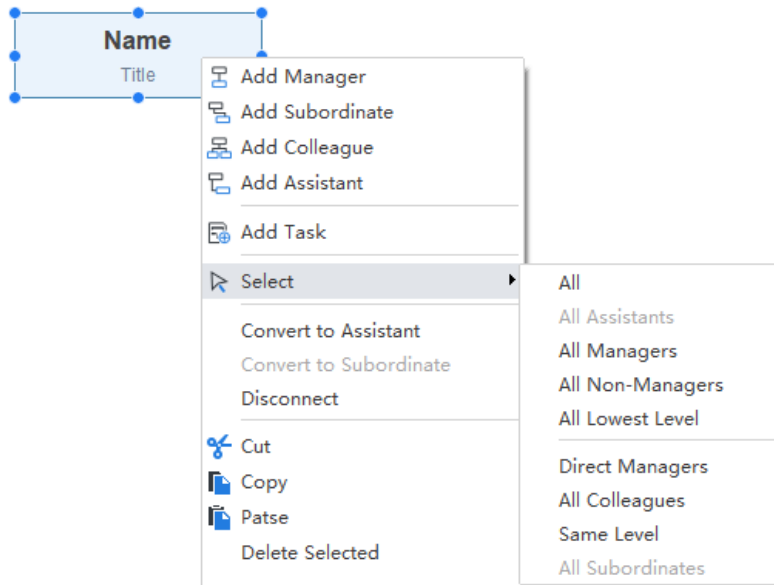 Name
Title
Add Manager
Add Subordinate
Add Colleague
Add Assistant
Add Task
Select
Convert to Assistant
Convert to Subordinate
Disconnect
Cut
Copy
Patse
Delete Selected
All
All Assistants
All Managers
All Non-Managers
All Lowest Level
Direct Managers
All Colleagues
Same Level
All Subordinates